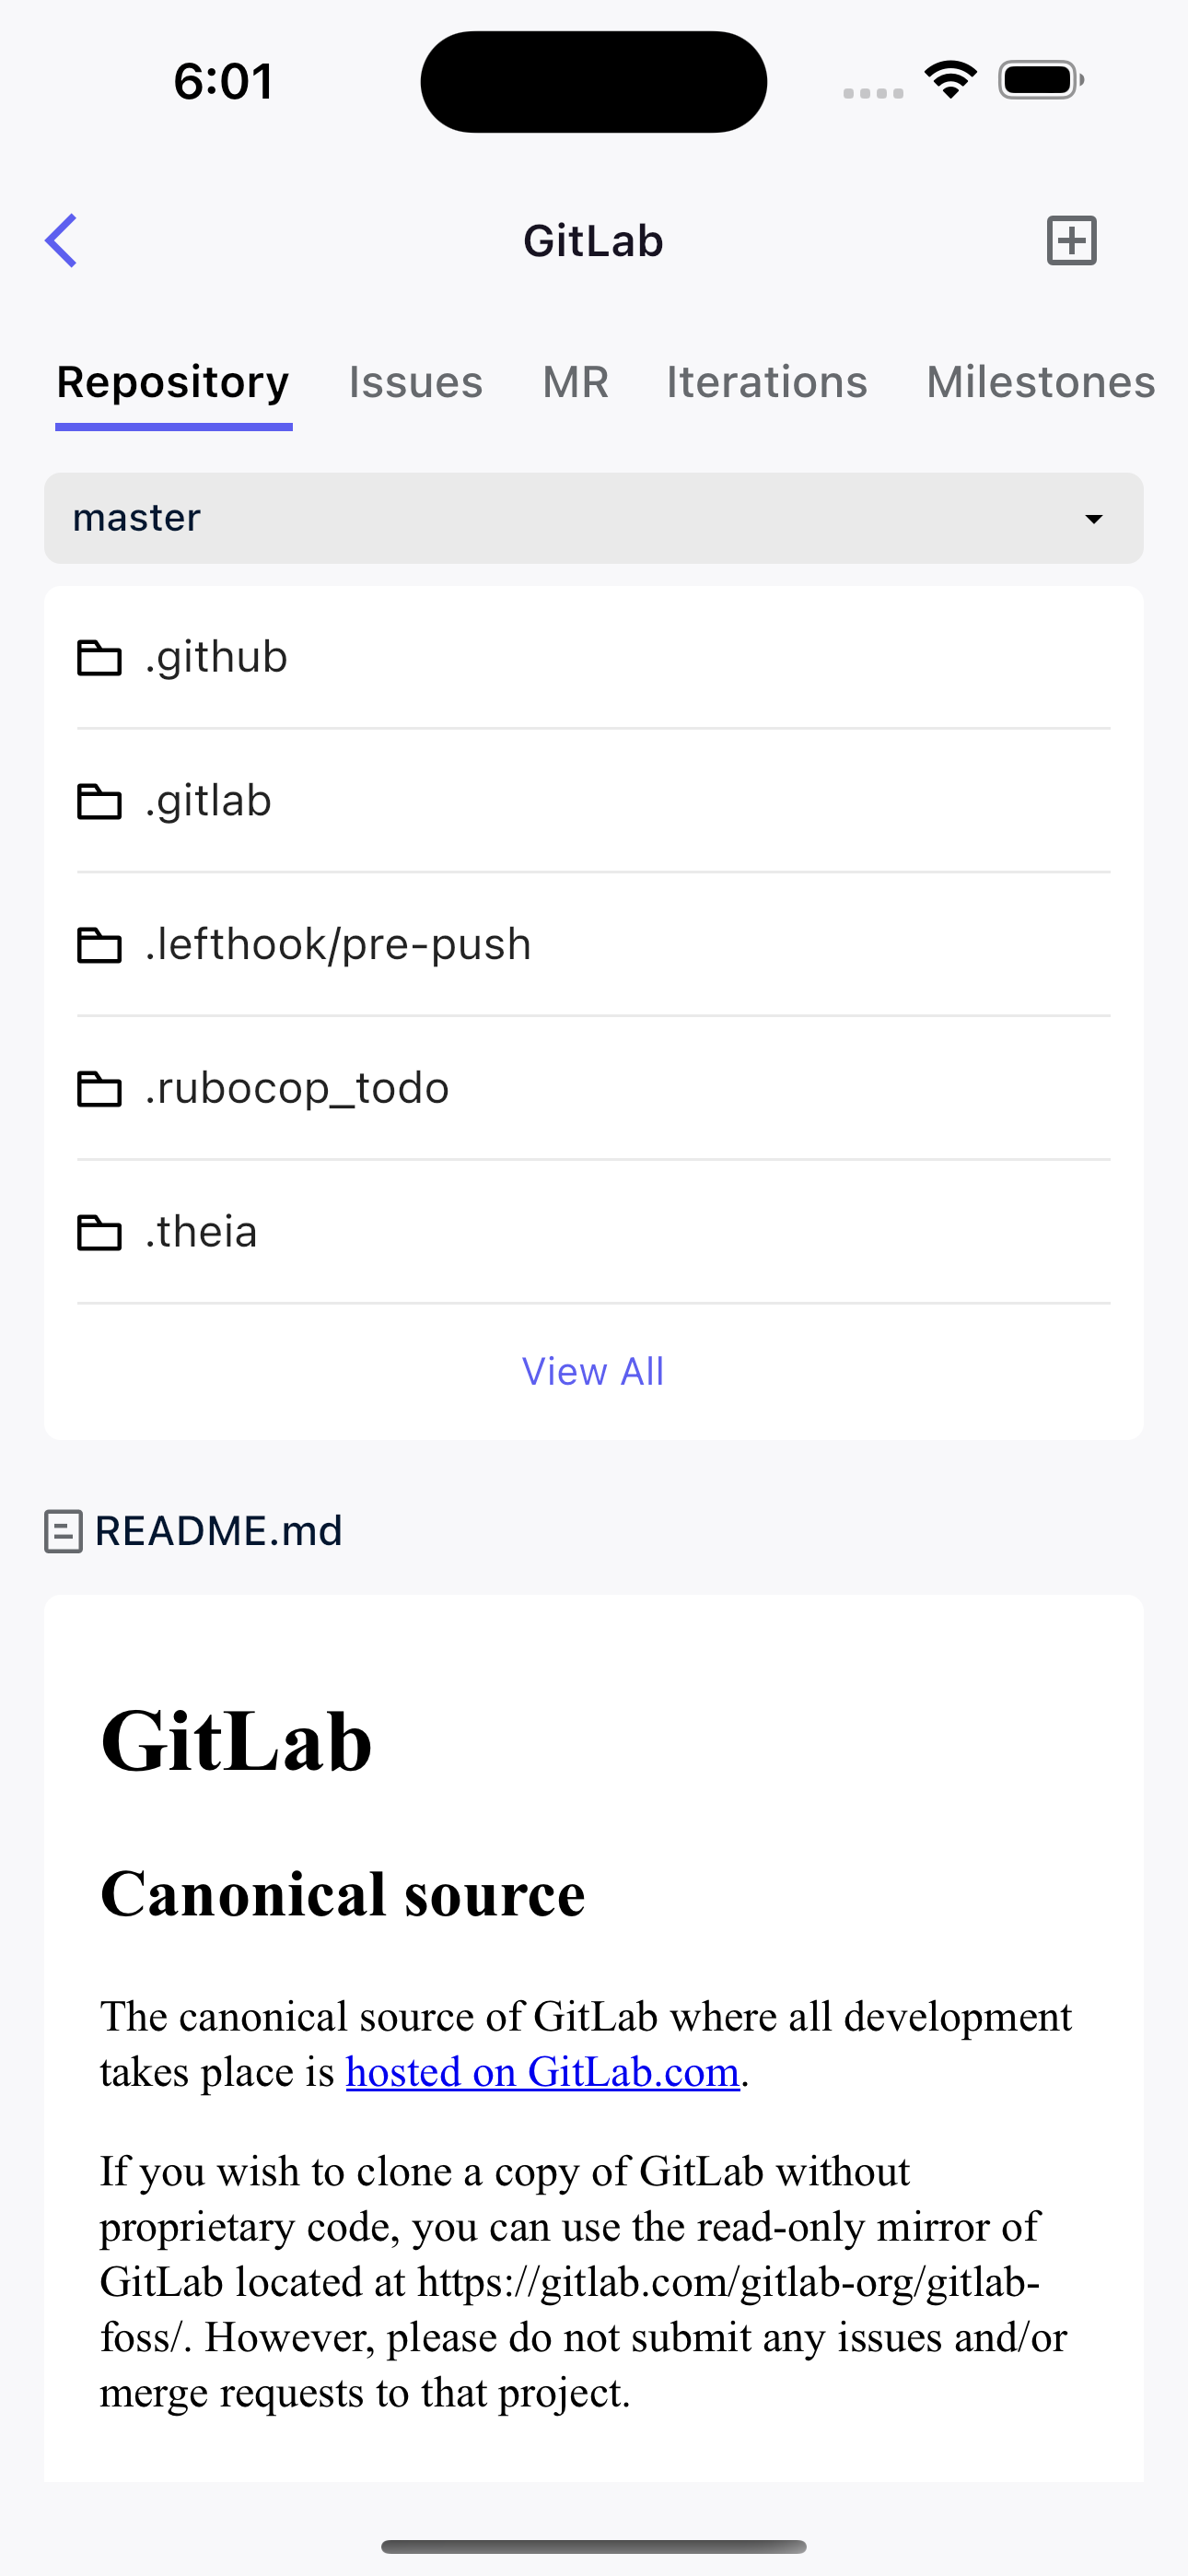 6:01
GitLab
Repository Issues MR Iterations Milestones
master
.github
.gitlab
.lefthook/pre-push
.rubocop_todo
.theia
View All
README.md
GitLab
Canonical source
The canonical source of GitLab where all development
takes place is hosted on GitLab.com.
If you wish to clone a copy of GitLab without
proprietary code, you can use the read-only mirror of
GitLab located at https://gitlab.com/gitlab-org/gitlab-
foss/. However, please do not submit any issues and/or
merge requests to that project.